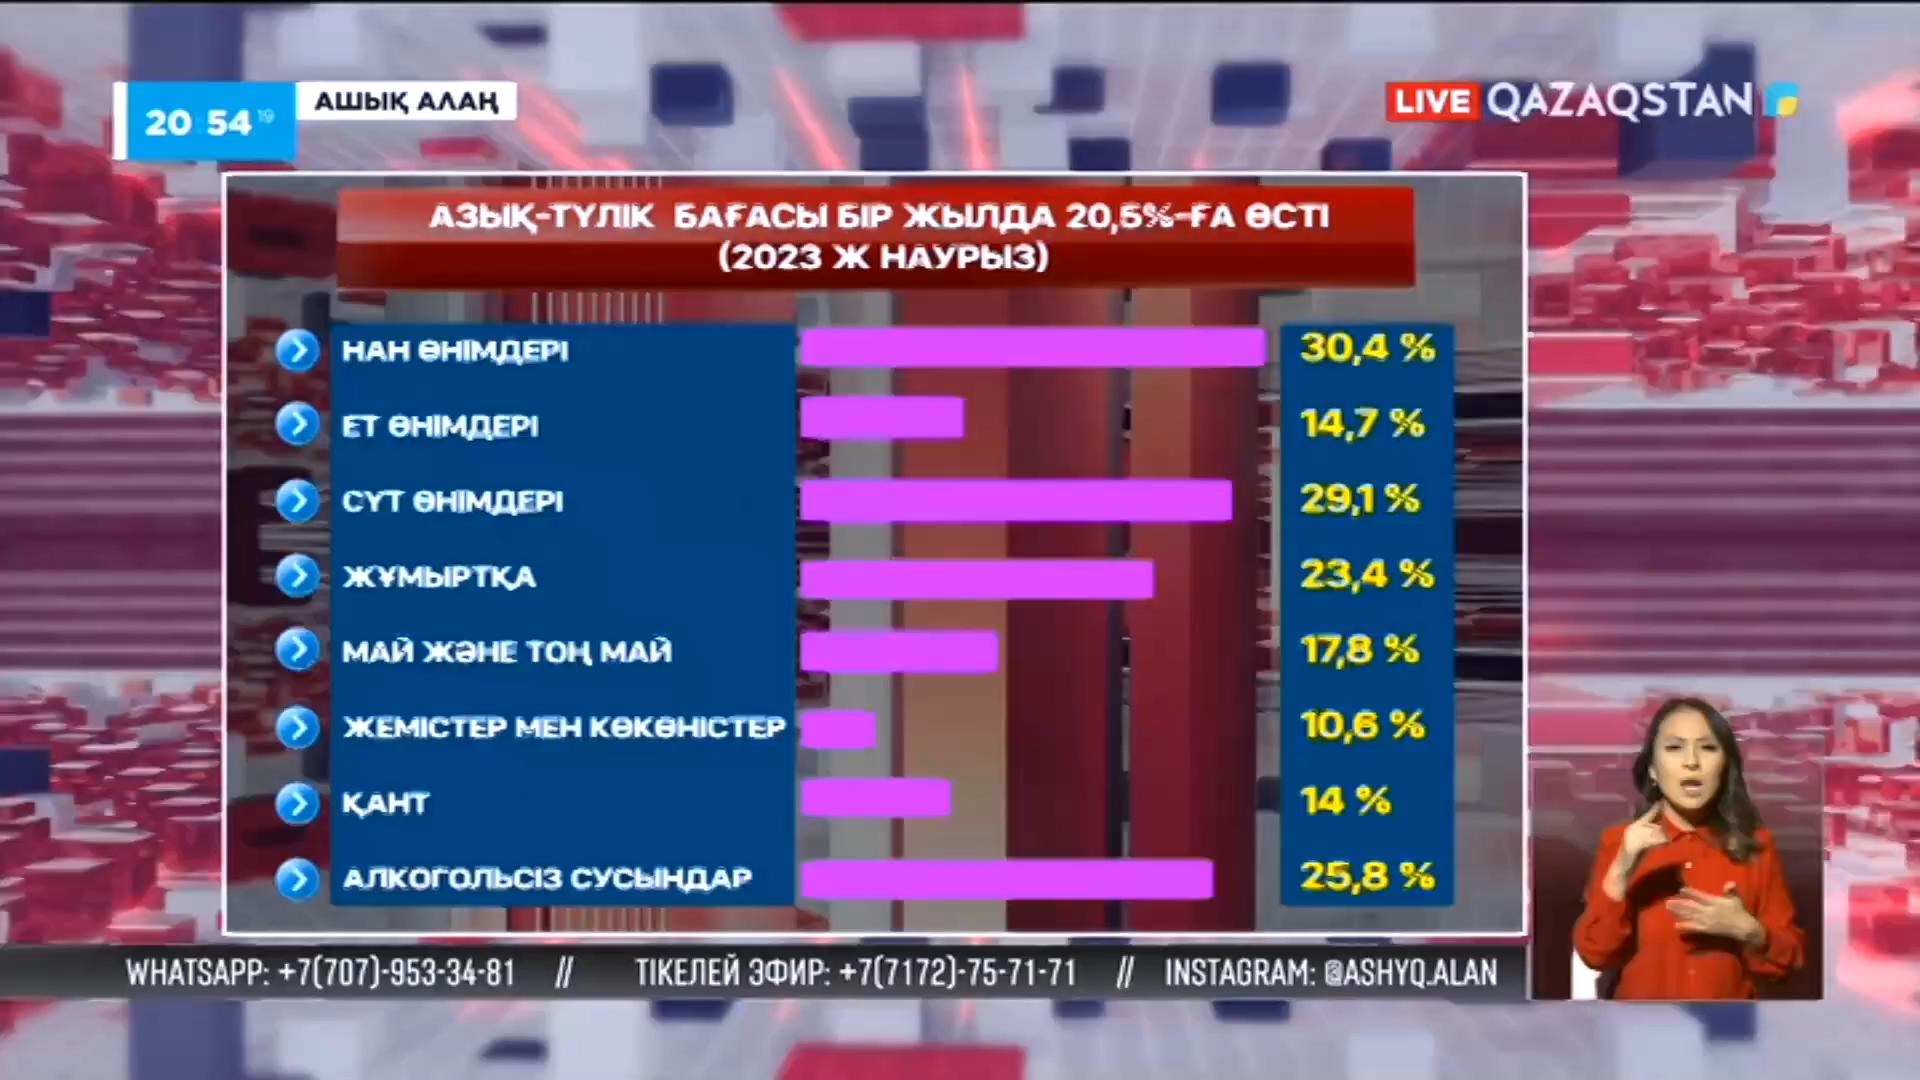 20:54 19
АШЫҚ АЛАҢ
LIVE QAZAQSTAN
АЗЫҚ-ТҮЛІК БАҒАСЫ БІР ЖЫЛДА 20,5%-ҒА ӨСТІ
(2023 Ж НАУРЫЗ)
НАН ӨНІМДЕРІ 30,4 %
ЕТ ӨНІМДЕРІ 14,7 %
СҮТ ӨНІМДЕРІ 29,1 %
ЖҰМЫРТҚА 23,4 %
МАЙ ЖӘНЕ ТОҢ МАЙ 17,8 %
ЖЕМІСТЕР МЕН КӨКӨНІСТЕР 10,6 %
ҚАНТ 14 %
АЛКОГОЛЬСІЗ СУСЫНДАР 25,8 %
WHATSAPP: +7(707)-953-34-81 // ТІКЕЛЕЙ ЭФИР: +7(7172)-75-71-71 // INSTAGRAM: @ASHYQ.ALAN